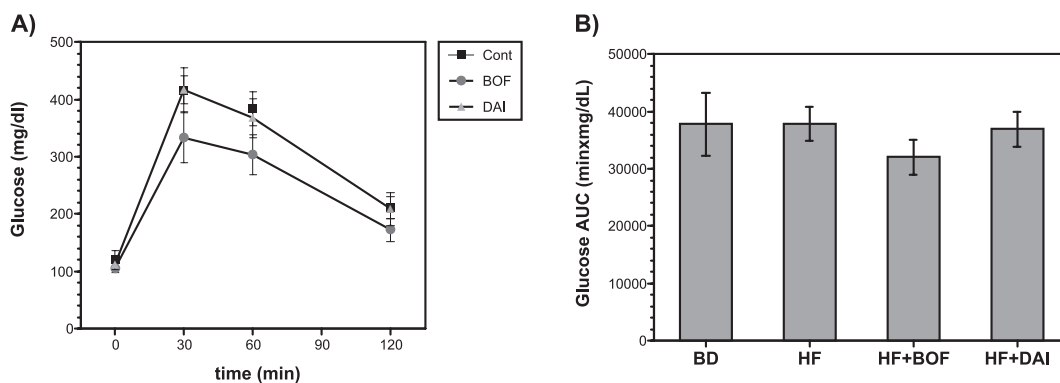 A)
500
400
300
200
100
0
Glucose (mg/dl)
0 30 60 90 120
time (min)
Cont
BOF
DAI
B)
50000
40000
30000
20000
10000
0
Glucose AUC (minxmg/dL)
BD HF HF+BOF HF+DAI